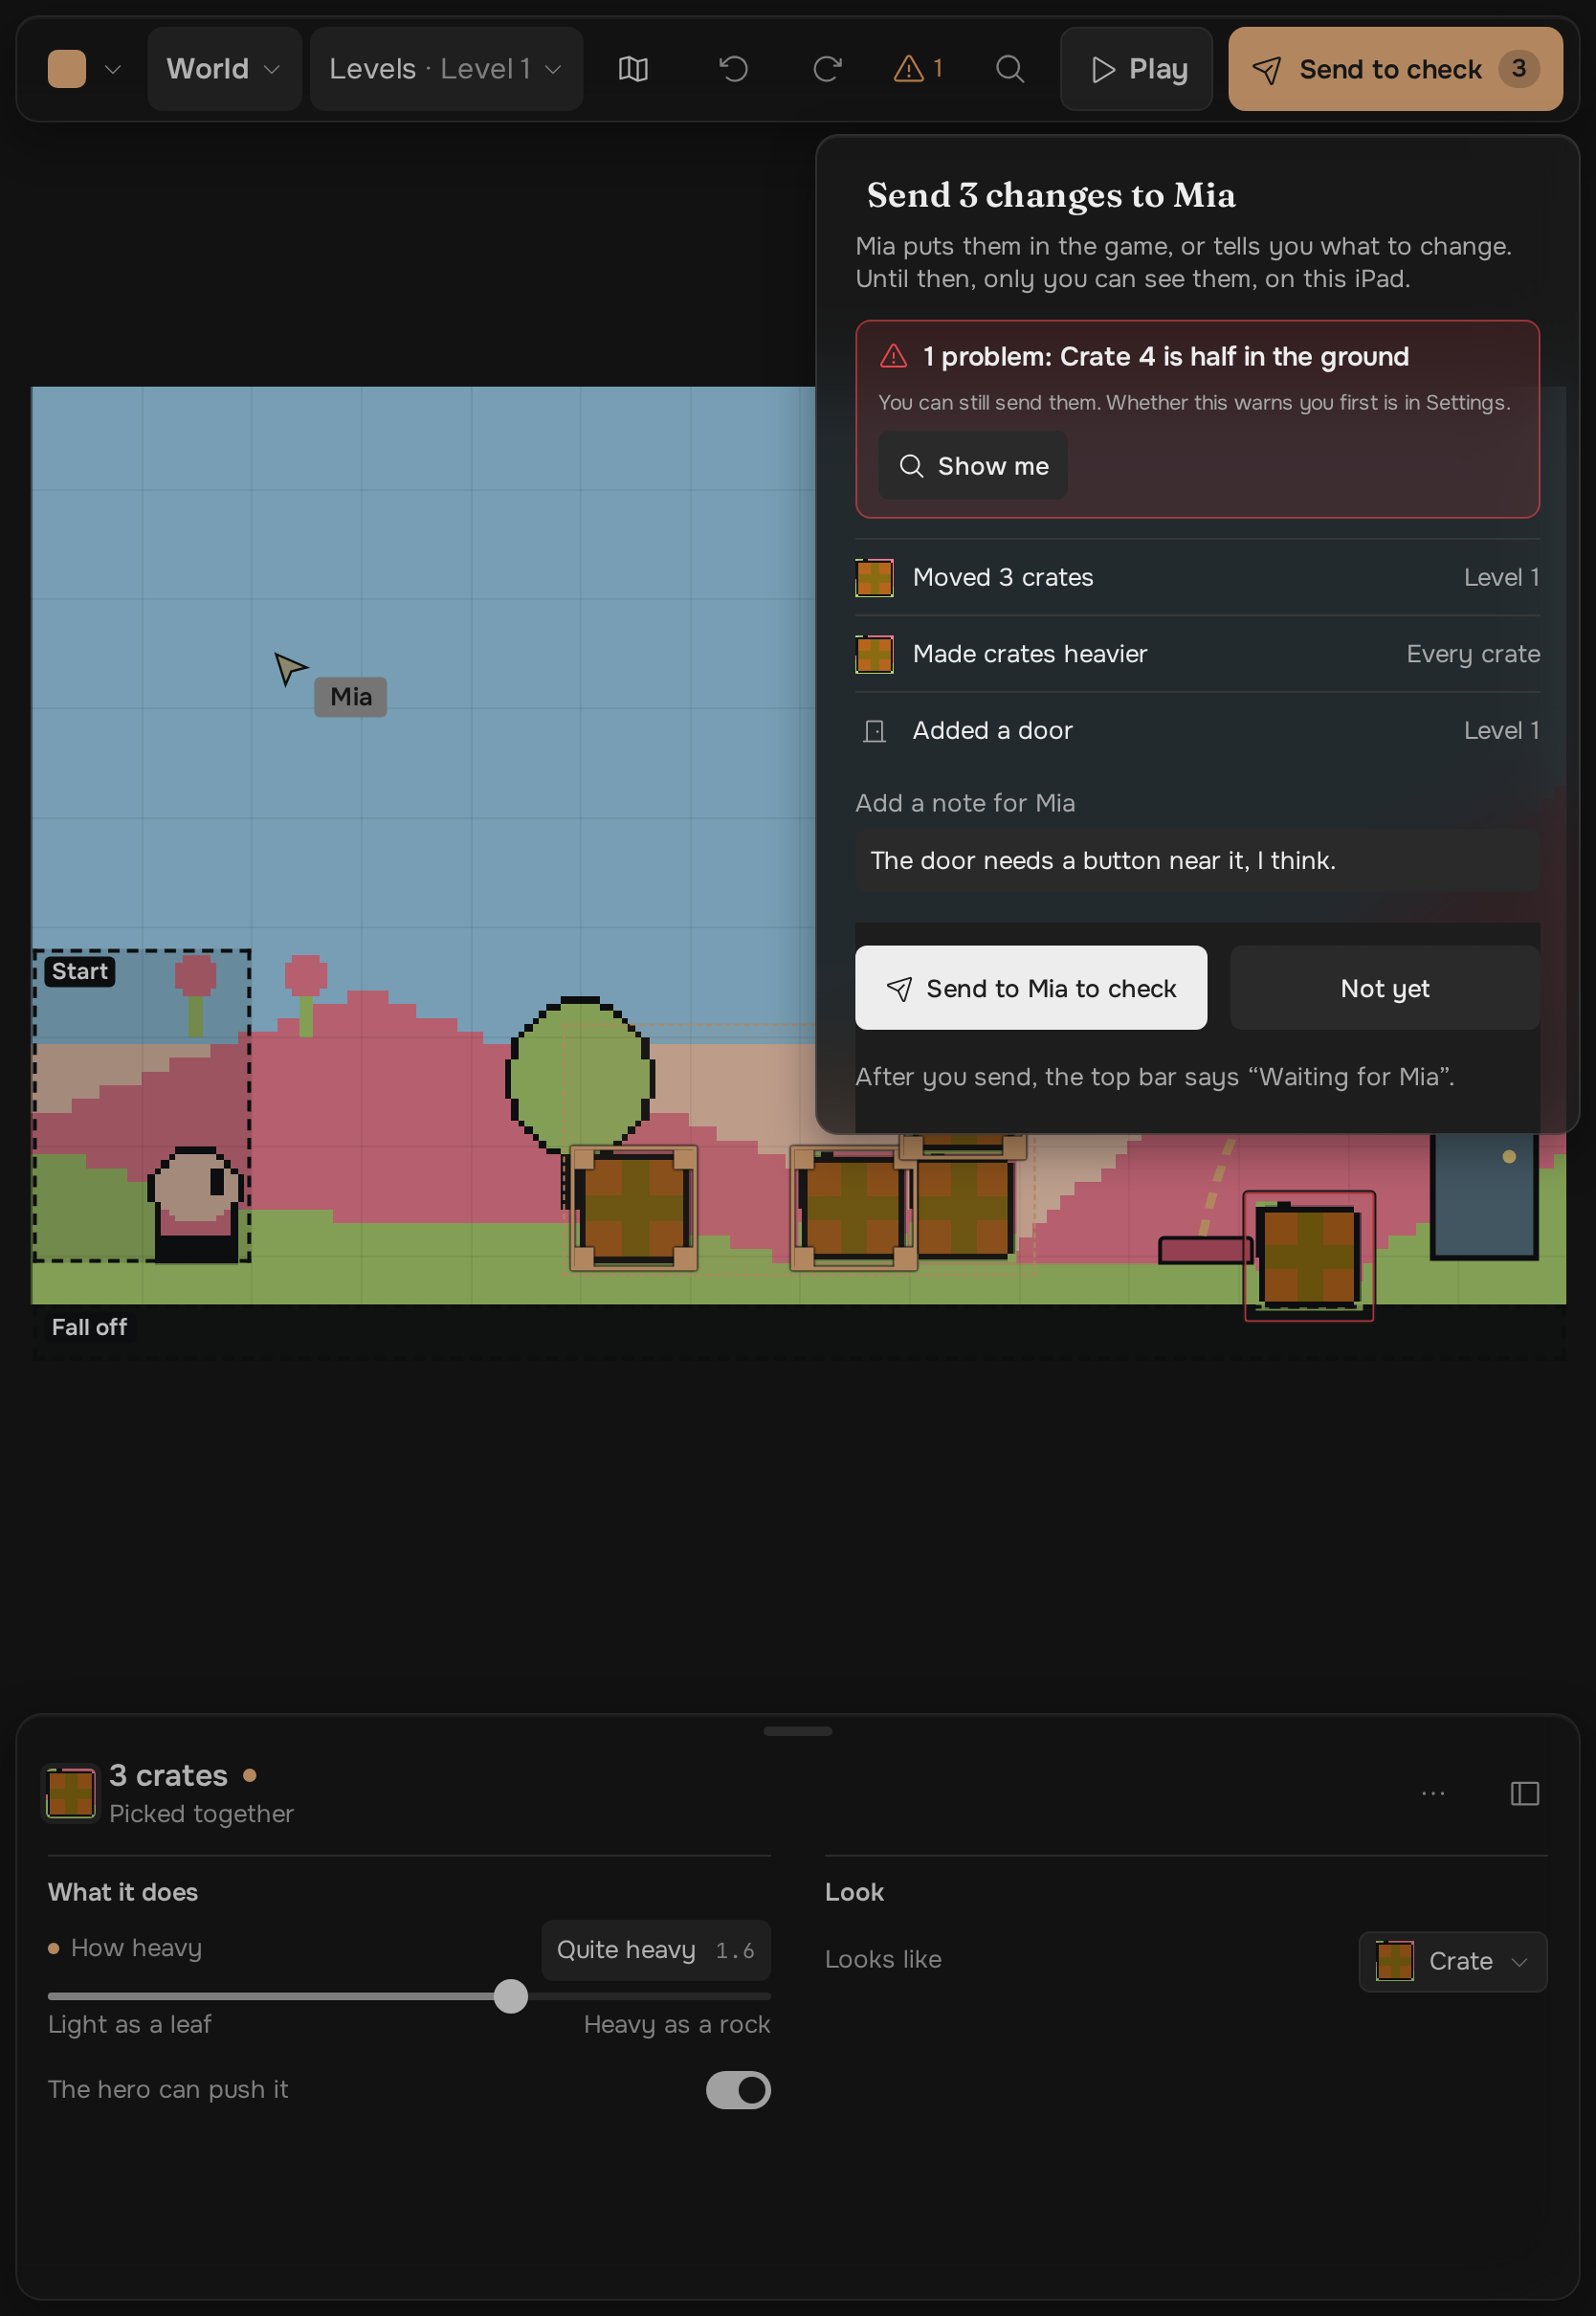 World
Levels · Level 1
1
Play
Send to check 3
Send 3 changes to Mia
Mia puts them in the game, or tells you what to change.
Until then, only you can see them, on this iPad.
1 problem: Crate 4 is half in the ground
You can still send them. Whether this warns you first is in Settings.
Show me
Moved 3 crates Level 1
Made crates heavier Every crate
Added a door Level 1
Add a note for Mia
The door needs a button near it, I think.
Send to Mia to check
Not yet
After you send, the top bar says “Waiting for Mia”.
Mia
Start
Fall off
3 crates
Picked together
What it does
How heavy
Quite heavy 1.6
Light as a leaf Heavy as a rock
The hero can push it
Look
Looks like
Crate